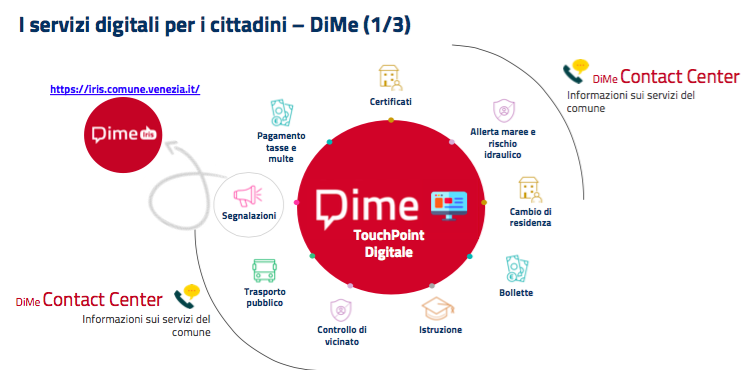 I servizi digitali per i cittadini – DiMe (1/3)
https://iris.comune.venezia.it/
Dime
iris
Certificati
DiMe Contact Center
Informazioni sui servizi del
comune
Pagamento
tasse e
multe
Allerta maree e
rischio
idraulico
Segnalazioni
Dime
TouchPoint
Digitale
Cambio di
residenza
Trasporto
pubblico
Bollette
DiMe Contact Center
Informazioni sui servizi del
comune
Controllo di
vicinato
Istruzione